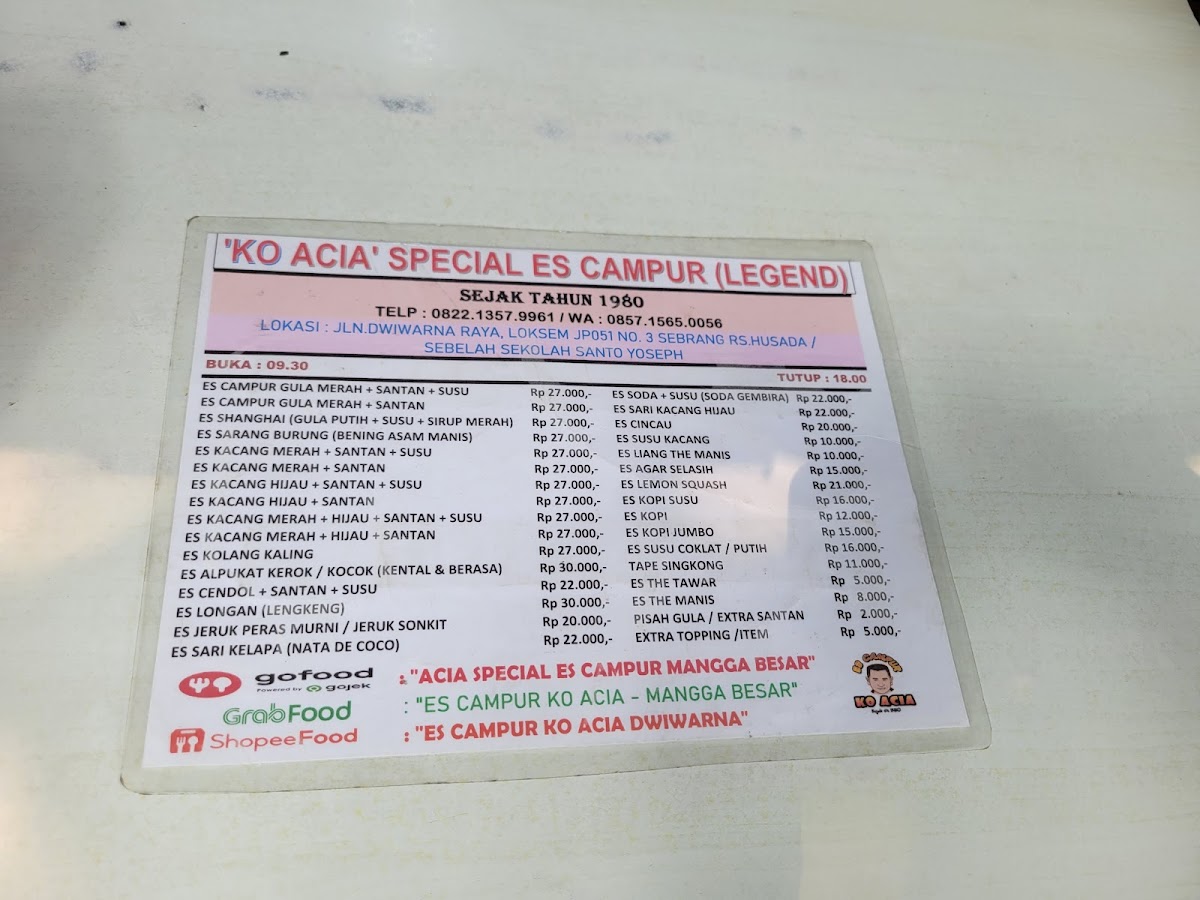 'KO ACIA' SPECIAL ES CAMPUR (LEGEND)
SEJAK TAHUN 1980
TELP : 0822.1357.9961 / WA : 0857.1565.0056
LOKASI : JLN.DWIWARNA RAYA, LOKSEM JP051 NO. 3 SEBRANG RS.HUSADA /
SEBELAH SEKOLAH SANTO YOSEPH
BUKA : 09.30
TUTUP : 18.00
ES CAMPUR GULA MERAH + SANTAN + SUSU Rp 27.000,-
ES CAMPUR GULA MERAH + SANTAN Rp 27.000,-
ES SHANGHAI (GULA PUTIH + SUSU + SIRUP MERAH) Rp 27.000,-
ES SARANG BURUNG (BENING ASAM MANIS) Rp 27.000,-
ES KACANG MERAH + SANTAN + SUSU Rp 27.000,-
ES KACANG MERAH + SANTAN Rp 27.000,-
ES KACANG HIJAU + SANTAN + SUSU Rp 27.000,-
ES KACANG HIJAU + SANTAN Rp 27.000,-
ES KACANG MERAH + HIJAU + SANTAN + SUSU Rp 27.000,-
ES KACANG MERAH + HIJAU + SANTAN Rp 27.000,-
ES KOLANG KALING Rp 27.000,-
ES ALPUKAT KEROK / KOCOK (KENTAL & BERASA) Rp 30.000,-
ES CENDOL + SANTAN + SUSU Rp 22.000,-
ES LONGAN (LENGKENG) Rp 30.000,-
ES JERUK PERAS MURNI / JERUK SONKIT Rp 20.000,-
ES SARI KELAPA (NATA DE COCO) Rp 22.000,-
ES SODA + SUSU (SODA GEMBIRA) Rp 22.000,-
ES SARI KACANG HIJAU Rp 22.000,-
ES CINCAU Rp 20.000,-
ES SUSU KACANG Rp 10.000,-
ES LIANG THE MANIS Rp 10.000,-
ES AGAR SELASIH Rp 15.000,-
ES LEMON SQUASH Rp 21.000,-
ES KOPI SUSU Rp 16.000,-
ES KOPI Rp 12.000,-
ES KOPI JUMBO Rp 15.000,-
ES SUSU COKLAT / PUTIH Rp 16.000,-
TAPE SINGKONG Rp 11.000,-
ES THE TAWAR Rp 5.000,-
ES THE MANIS Rp 8.000,-
PISAH GULA / EXTRA SANTAN Rp 2.000,-
EXTRA TOPPING /ITEM Rp 5.000,-
gofood : "ACIA SPECIAL ES CAMPUR MANGGA BESAR"
Powered by gojek
GrabFood : "ES CAMPUR KO ACIA - MANGGA BESAR"
ShopeeFood : "ES CAMPUR KO ACIA DWIWARNA"
ES CAMPUR
KO ACIA